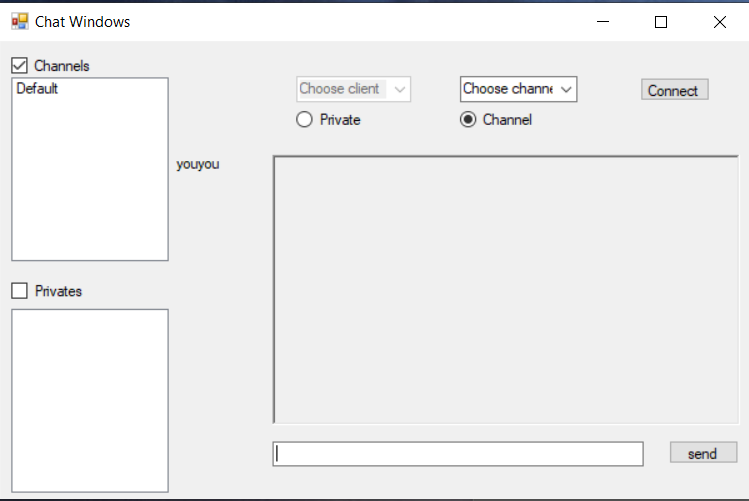 Chat Windows
Channels
Default
Choose client
Choose channe
Connect
Private
Channel
youyou
Privates
send